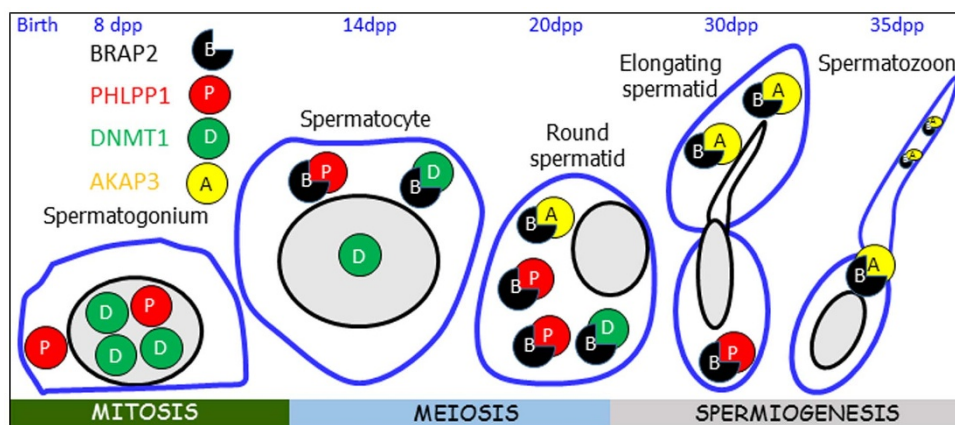 Birth 8 dpp 14dpp 20dpp 30dpp 35dpp
BRAP2 B
PHLPP1 P
DNMT1 D
AKAP3 A
Spermatogonium
D P
P D D
Spermatocyte
B P B D
D
Round
spermatid
B A
B P
B P B D
Elongating
spermatid
B A
B A
B P
Spermatozoon
B A
B A
B A
MITOSIS MEIOSIS SPERMIOGENESIS